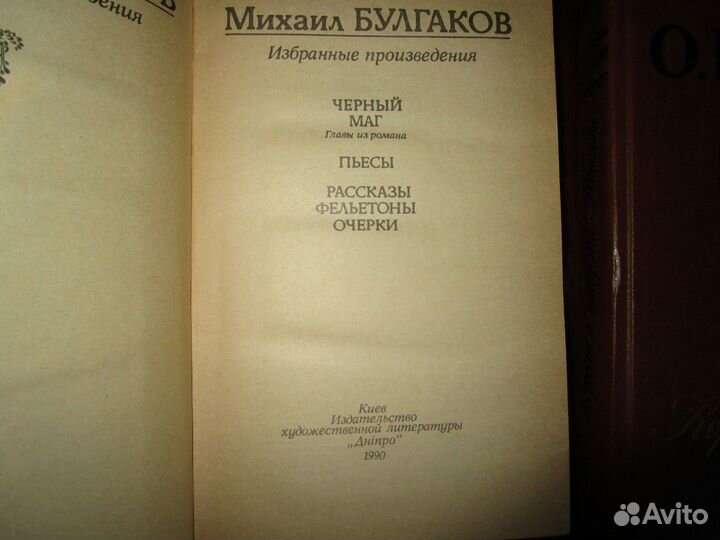 ения
Михаил БУЛГАКОВ
Избранные произведения
ЧЕРНЫЙ
МАГ
Главы из романа
ПЬЕСЫ
РАССКАЗЫ
ФЕЛЬЕТОНЫ
ОЧЕРКИ
Киев
Издательство
художественной литературы
„Дніпро"
1990
О.
Avito